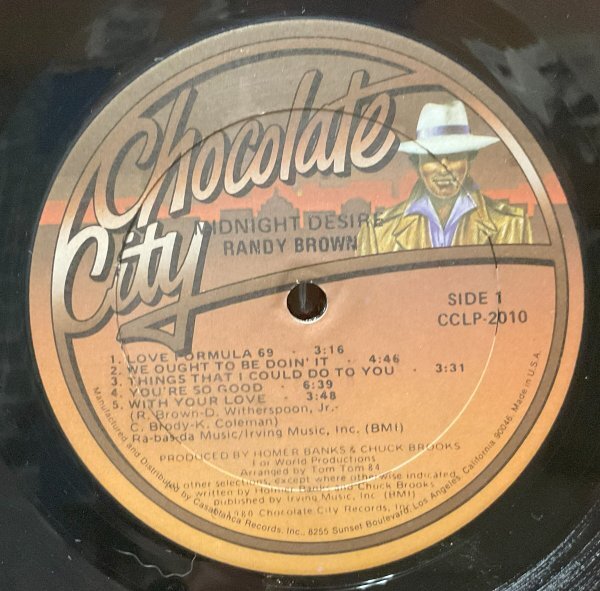 Chocolate
City
MIDNIGHT DESIRE
RANDY BROWN
SIDE 1
CCLP-2010
1. LOVE FORMULA 69 · 3:16
2. WE OUGHT TO BE DOIN' IT · 4:46
3. THINGS THAT I COULD DO TO YOU · 3:31
4. YOU'RE SO GOOD · 6:39
5. WITH YOUR LOVE · 3:48
(R. Brown-D. Witherspoon, Jr.-
C. Brody-K. Coleman)
Ra-bas-da Music/Irving Music, Inc. (BMI)
PRODUCED BY HOMER BANKS & CHUCK BROOKS
For World Productions
Arranged by Tom Tom 84
All other selections, except where otherwise indicated,
written by Homer Banks and Chuck Brooks
published by Irving Music, Inc (BMI)
1980 Chocolate City Records, Inc.
Manufactured and Distributed by Casablanca Records, Inc., 8255 Sunset Boulevard, Los Angeles, California 90046, Made in U.S.A.